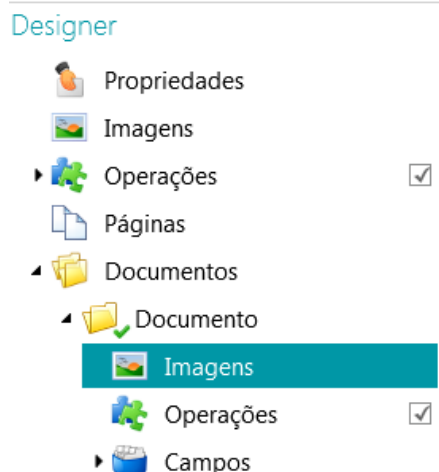 Designer
Propriedades
Imagens
Operações
Páginas
Documentos
Documento
Imagens
Operações
Campos